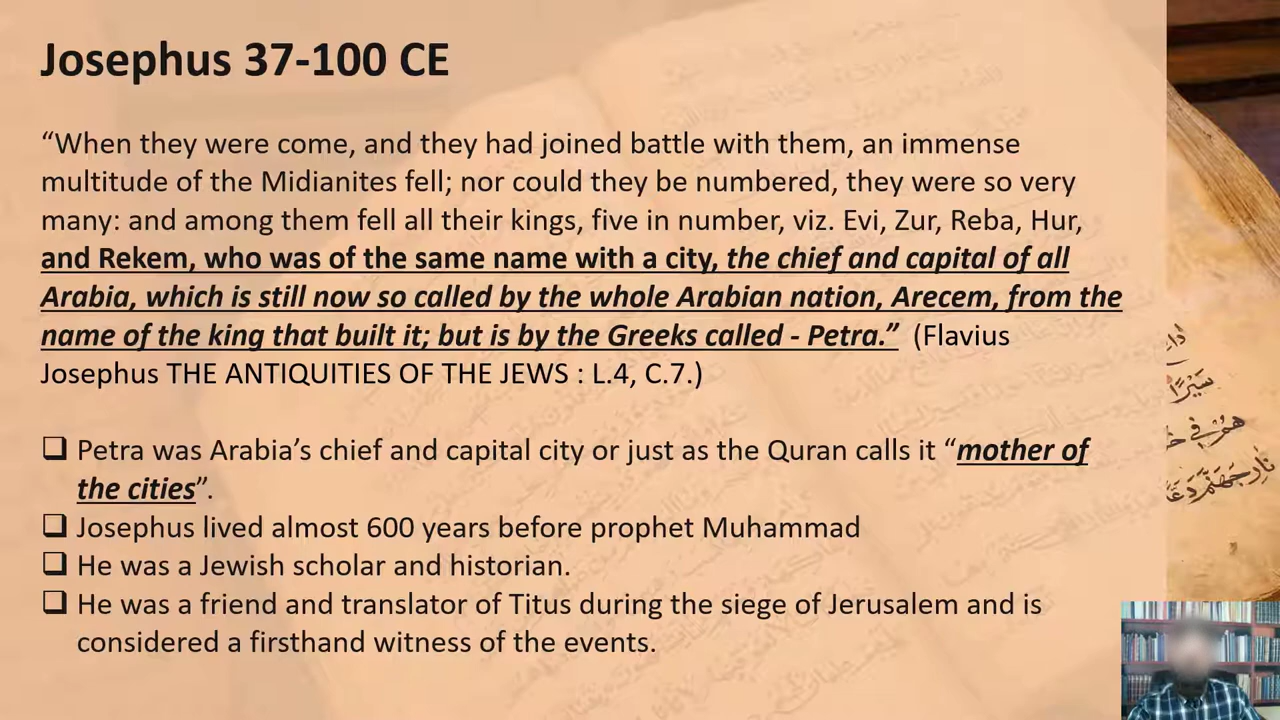 Josephus 37-100 CE
“When they were come, and they had joined battle with them, an immense
multitude of the Midianites fell; nor could they be numbered, they were so very
many: and among them fell all their kings, five in number, viz. Evi, Zur, Reba, Hur,
and Rekem, who was of the same name with a city, the chief and capital of all
Arabia, which is still now so called by the whole Arabian nation, Arecem, from the
name of the king that built it; but is by the Greeks called - Petra.” (Flavius
Josephus THE ANTIQUITIES OF THE JEWS : L.4, C.7.)
❑ Petra was Arabia’s chief and capital city or just as the Quran calls it “mother of
the cities”.
❑ Josephus lived almost 600 years before prophet Muhammad
❑ He was a Jewish scholar and historian.
❑ He was a friend and translator of Titus during the siege of Jerusalem and is
considered a firsthand witness of the events.